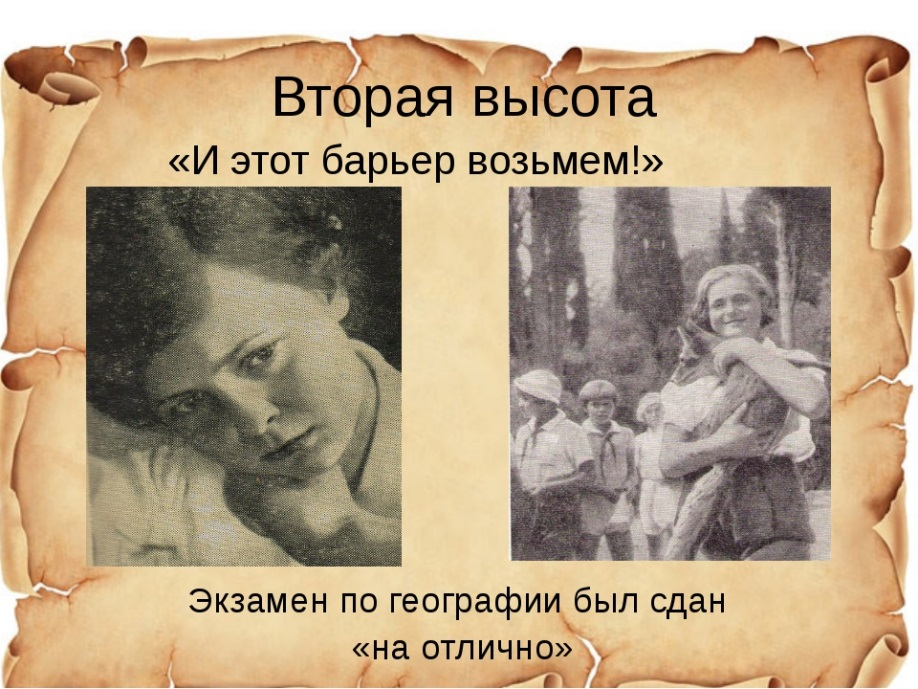 Вторая высота
«И этот барьер возьмем!»
Экзамен по географии был сдан
«на отлично»